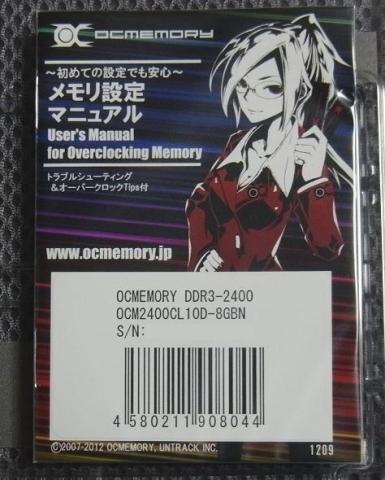 OCMEMORY
～初めての設定でも安心～
メモリ設定
マニュアル
User's Manual
for Overclocking Memory
トラブルシューティング
＆オーバークロックTips付
www.ocmemory.jp
OCMEMORY DDR3-2400
OCM2400CL10D-8GBN
S/N:
4 580211 908044
©2007-2012 OCMEMORY, UNTRACK INC.
1209